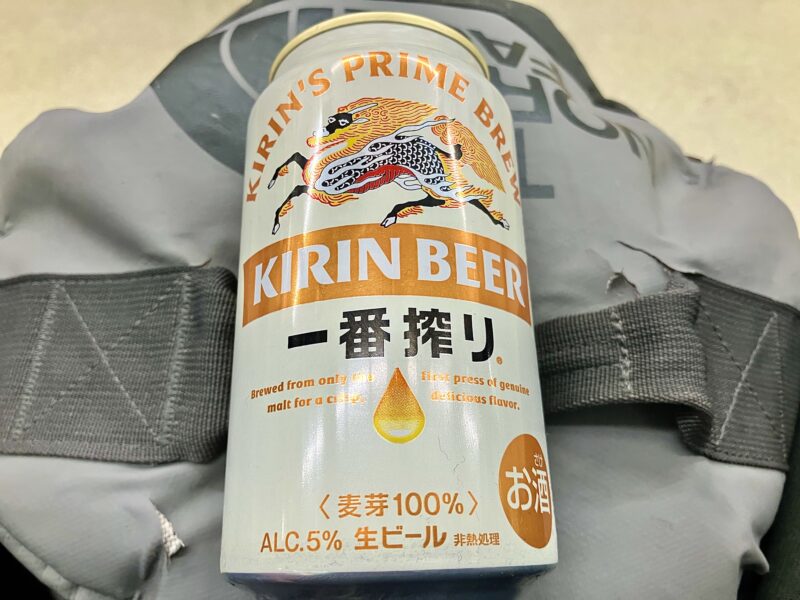 KIRIN'S PRIME BREW
KIRIN BEER
一番搾り®
Brewed from only the first press of genuine
malt for a crisp, delicious flavor.
さけ
お酒
〈麦芽100%〉
ALC.5% 生ビール 非熱処理